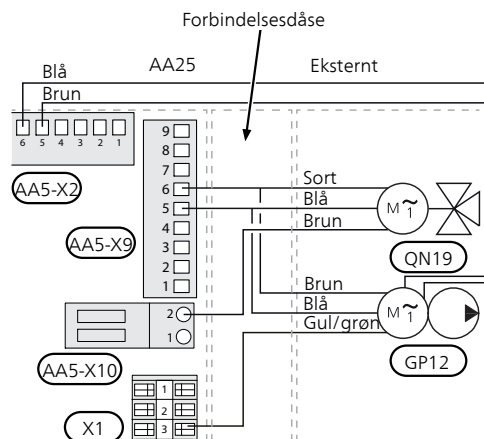 Forbindelsesdåse
Blå
AA25
Eksternt
Brun
6 5 4 3 2 1
AA5-X2
9
8
7
6
5
4
3
2
1
AA5-X9
Sort
Blå
Brun
M ~ 1
QN19
Brun
Blå
Gul/grøn
M ~ 1
GP12
2
1
AA5-X10
1
2
3
X1